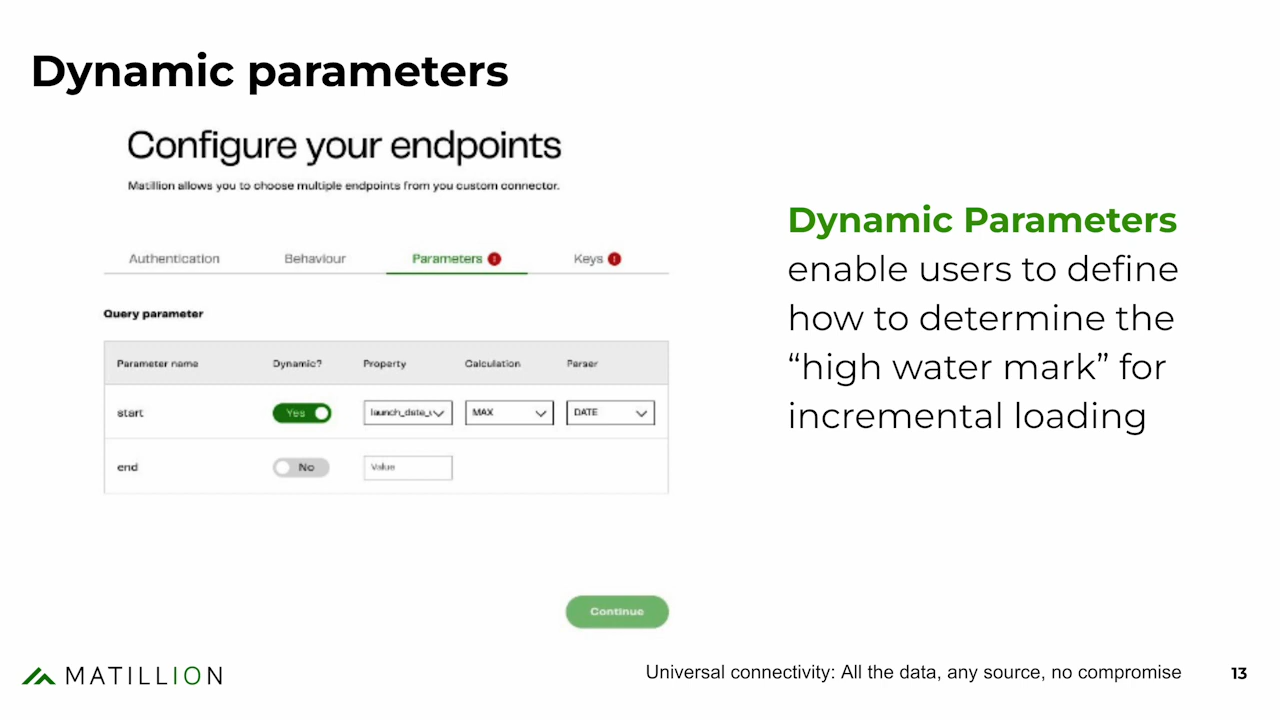 Dynamic parameters
Configure your endpoints
Matillion allows you to choose multiple endpoints from you custom connector.
Authentication Behaviour Parameters ! Keys !
Query parameter
Parameter name Dynamic? Property Calculation Parser
start Yes launch_date_ MAX DATE
end No Value
Continue
Dynamic Parameters
enable users to define
how to determine the
“high water mark” for
incremental loading
MATILLION
Universal connectivity: All the data, any source, no compromise
13